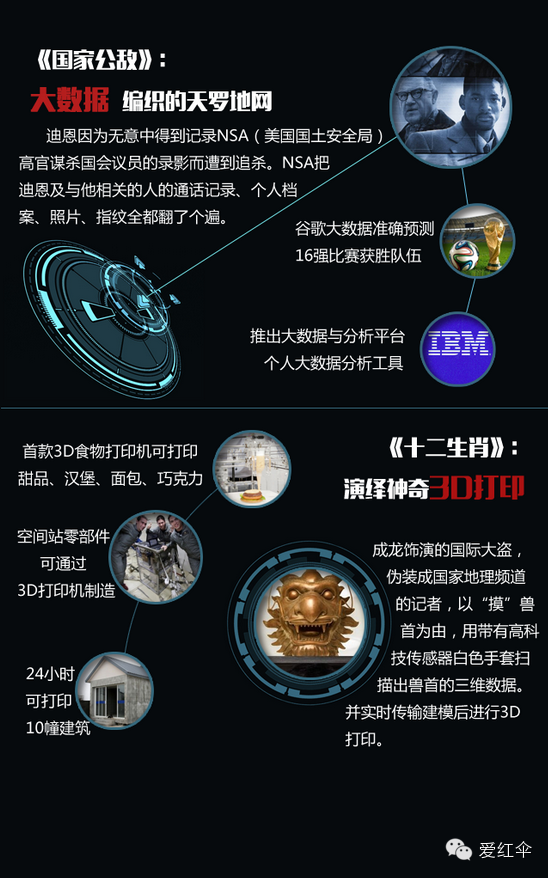 《国家公敌》：
大数据 编织的天罗地网
迪恩因为无意中得到记录NSA（美国国土安全局）
高官谋杀国会议员的录影而遭到追杀。NSA把
迪恩及与他相关的人的通话记录、个人档
案、照片、指纹全都翻了个遍。
谷歌大数据准确预测
16强比赛获胜队伍
推出大数据与分析平台
个人大数据分析工具
IBM
首款3D食物打印机可打印
甜品、汉堡、面包、巧克力
空间站零部件
可通过
3D打印机制造
24小时
可打印
10幢建筑
《十二生肖》：
演绎神奇3D打印
成龙饰演的国际大盗，
伪装成国家地理频道
的记者，以“摸”兽
首为由，用带有高科
技传感器白色手套扫
描出兽首的三维数据。
并实时传输建模后进行3D
打印。
爱红伞